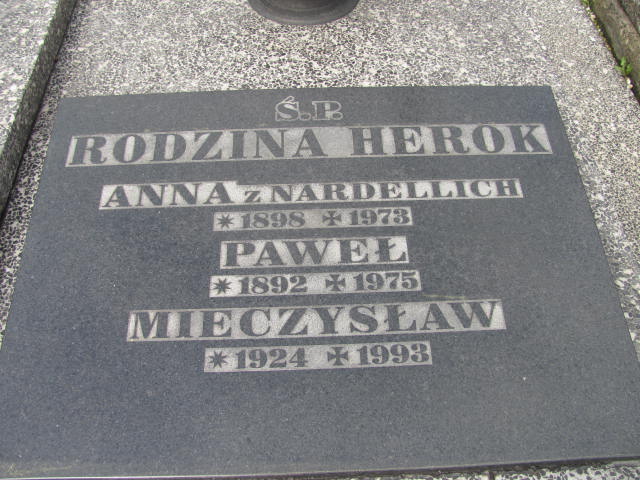 Ś.P.
RODZINA HEROK
ANNA z NARDELLICH
✴1898 ✠1973
PAWEŁ
✴1892 ✠1975
MIECZYSŁAW
✴1924 ✠1993